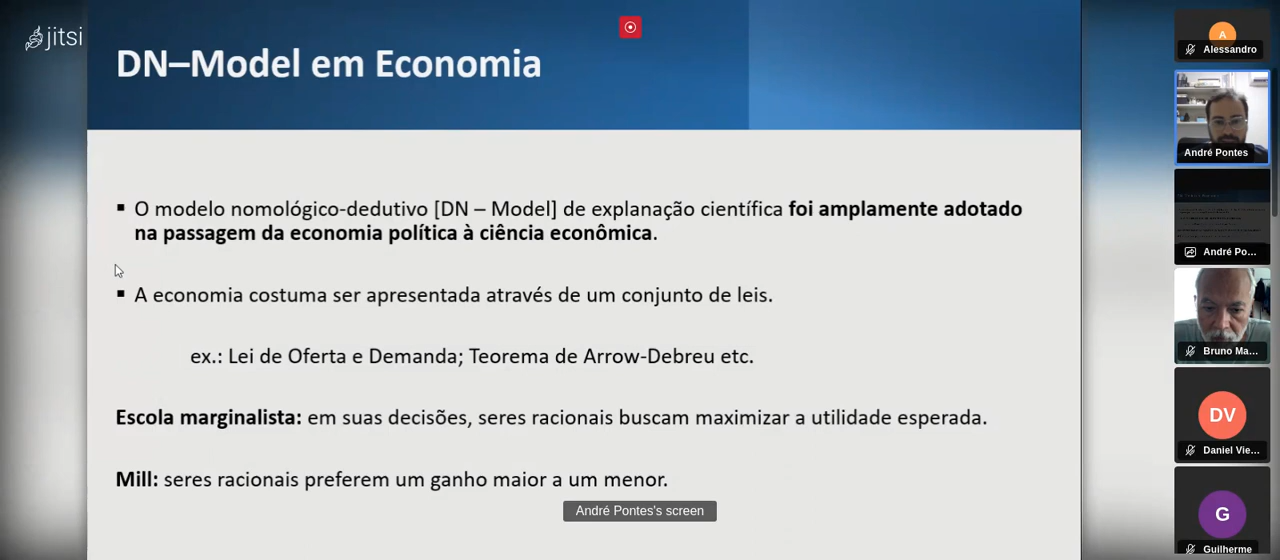 jitsi
DN–Model em Economia
▪ O modelo nomológico-dedutivo [DN – Model] de explanação científica foi amplamente adotado
na passagem da economia política à ciência econômica.
▪ A economia costuma ser apresentada através de um conjunto de leis.
ex.: Lei de Oferta e Demanda; Teorema de Arrow-Debreu etc.
Escola marginalista: em suas decisões, seres racionais buscam maximizar a utilidade esperada.
Mill: seres racionais preferem um ganho maior a um menor.
André Pontes's screen
A
Alessandro
André Pontes
André Po...
Bruno Ma...
DV
Daniel Vie...
G
Guilherme